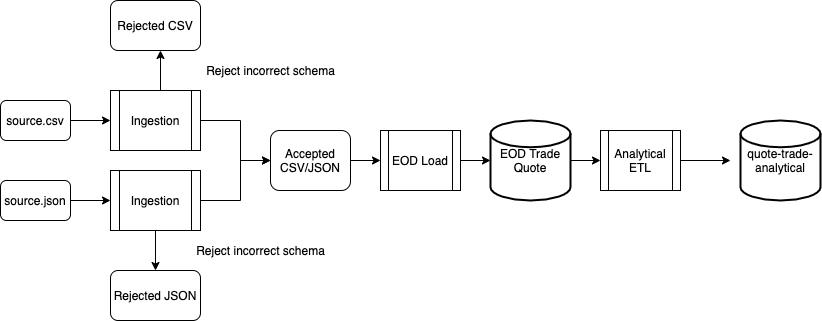 Rejected CSV
Reject incorrect schema
source.csv
Ingestion
Accepted
CSV/JSON
EOD Load
EOD Trade
Quote
Analytical
ETL
quote-trade-
analytical
source.json
Ingestion
Reject incorrect schema
Rejected JSON